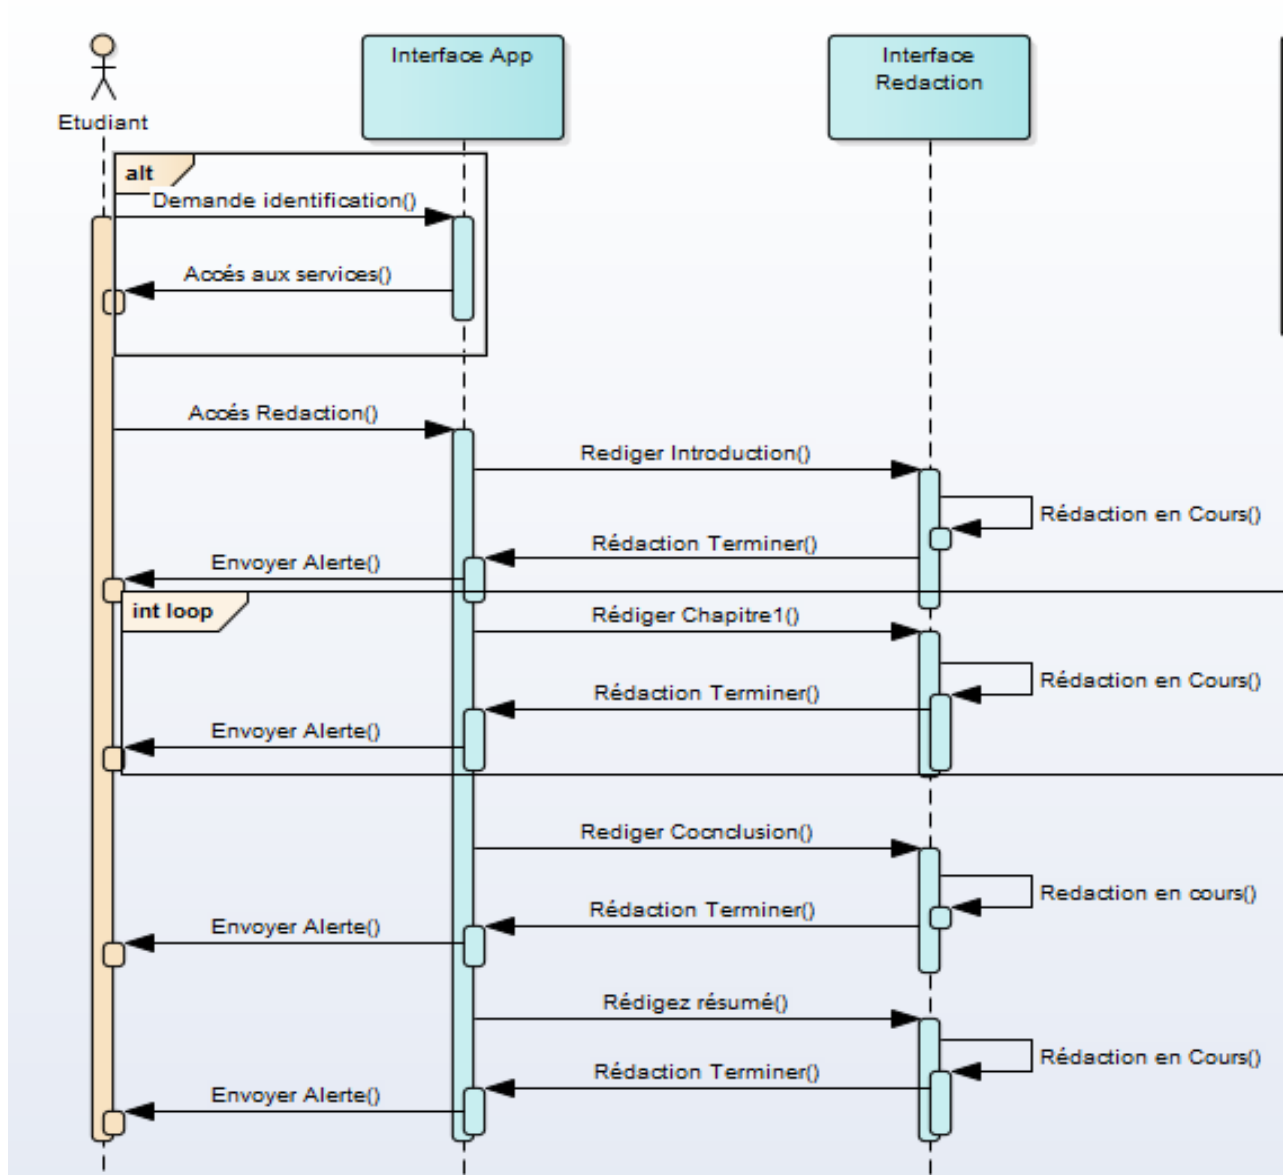 Etudiant
Interface App
Interface
Redaction
alt
Demande identification()
Accés aux services()
Accés Redaction()
Rediger Introduction()
Rédaction en Cours()
Rédaction Terminer()
Envoyer Alerte()
int loop
Rédiger Chapitre1()
Rédaction en Cours()
Rédaction Terminer()
Envoyer Alerte()
Rediger Cocnclusion()
Redaction en cours()
Rédaction Terminer()
Envoyer Alerte()
Rédigez résumé()
Rédaction en Cours()
Rédaction Terminer()
Envoyer Alerte()